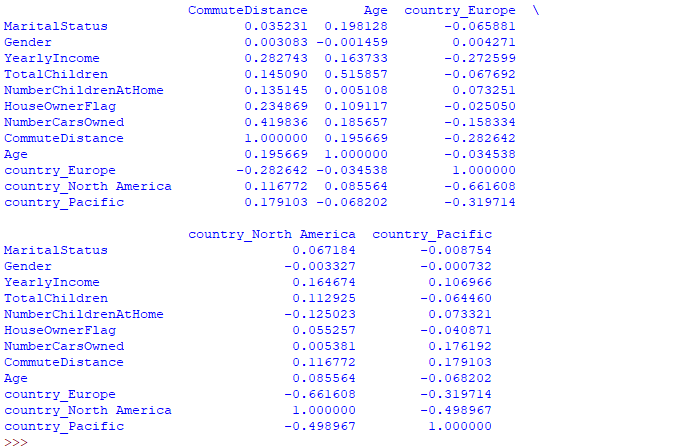 CommuteDistance Age country_Europe \
MaritalStatus 0.035231 0.198128 -0.065881
Gender 0.003083 -0.001459 0.004271
YearlyIncome 0.282743 0.163733 -0.272599
TotalChildren 0.145090 0.515857 -0.067692
NumberChildrenAtHome 0.135145 0.005108 0.073251
HouseOwnerFlag 0.234869 0.109117 -0.025050
NumberCarsOwned 0.419836 0.185657 -0.158334
CommuteDistance 1.000000 0.195669 -0.282642
Age 0.195669 1.000000 -0.034538
country_Europe -0.282642 -0.034538 1.000000
country_North America 0.116772 0.085564 -0.661608
country_Pacific 0.179103 -0.068202 -0.319714
country_North America country_Pacific
MaritalStatus 0.067184 -0.008754
Gender -0.003327 -0.000732
YearlyIncome 0.164674 0.106966
TotalChildren 0.112925 -0.064460
NumberChildrenAtHome -0.125023 0.073321
HouseOwnerFlag 0.055257 -0.040871
NumberCarsOwned 0.005381 0.176192
CommuteDistance 0.116772 0.179103
Age 0.085564 -0.068202
country_Europe -0.661608 -0.319714
country_North America 1.000000 -0.498967
country_Pacific -0.498967 1.000000
>>>